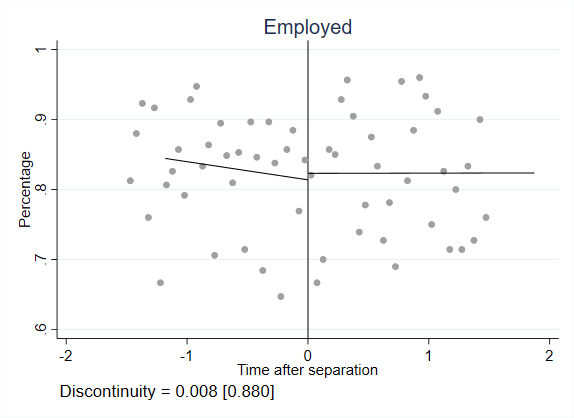 Employed
Percentage
1
.9
.8
.7
.6
-2 -1 0 1 2
Time after separation
Discontinuity = 0.008 [0.880]